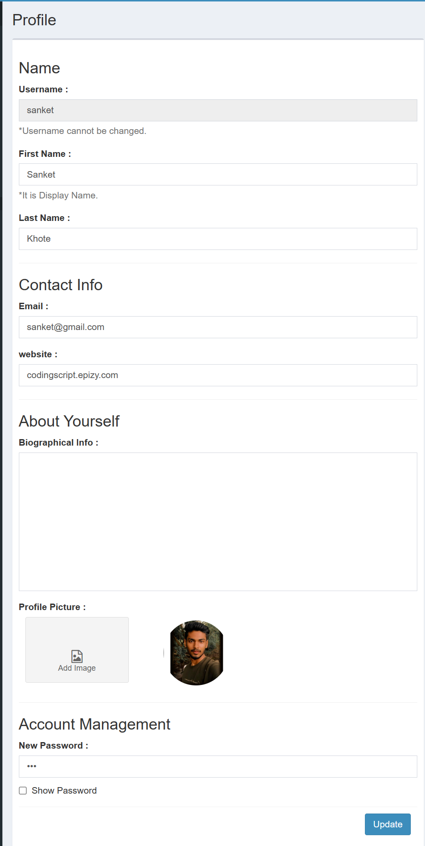 Profile
Name
Username :
sanket
*Username cannot be changed.
First Name :
Sanket
*It is Display Name.
Last Name :
Khote
Contact Info
Email :
sanket@gmail.com
website :
codingscript.epizy.com
About Yourself
Biographical Info :
Profile Picture :
Add Image
Account Management
New Password :
•••
Show Password
Update